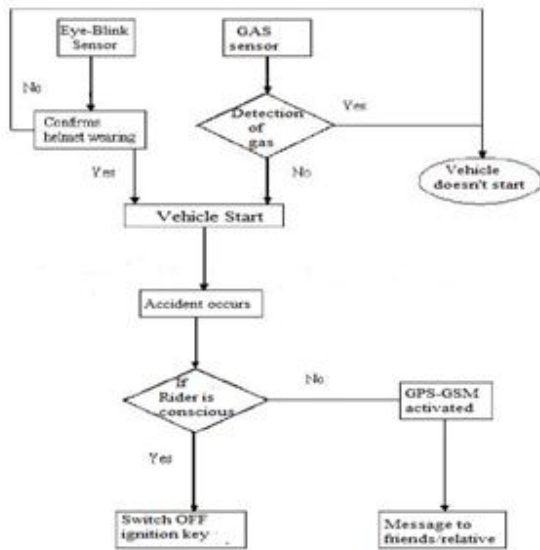 Eye-Blink
Sensor
GAS
sensor
No
Confirms
helmet wearing
Detection
of
gas
Yes
Vehicle
doesn't start
Yes
No
Vehicle Start
Accident occurs
If
Rider is
conscious
No
GPS-GSM
activated
Yes
Switch OFF
ignition key
Message to
friends/relative